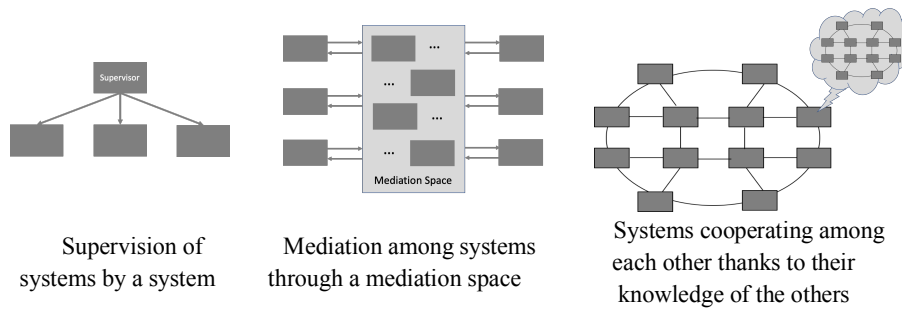 Supervisor
...
...
...
...
Mediation Space
Supervision of
systems by a system
Mediation among systems
through a mediation space
Systems cooperating among
each other thanks to their
knowledge of the others